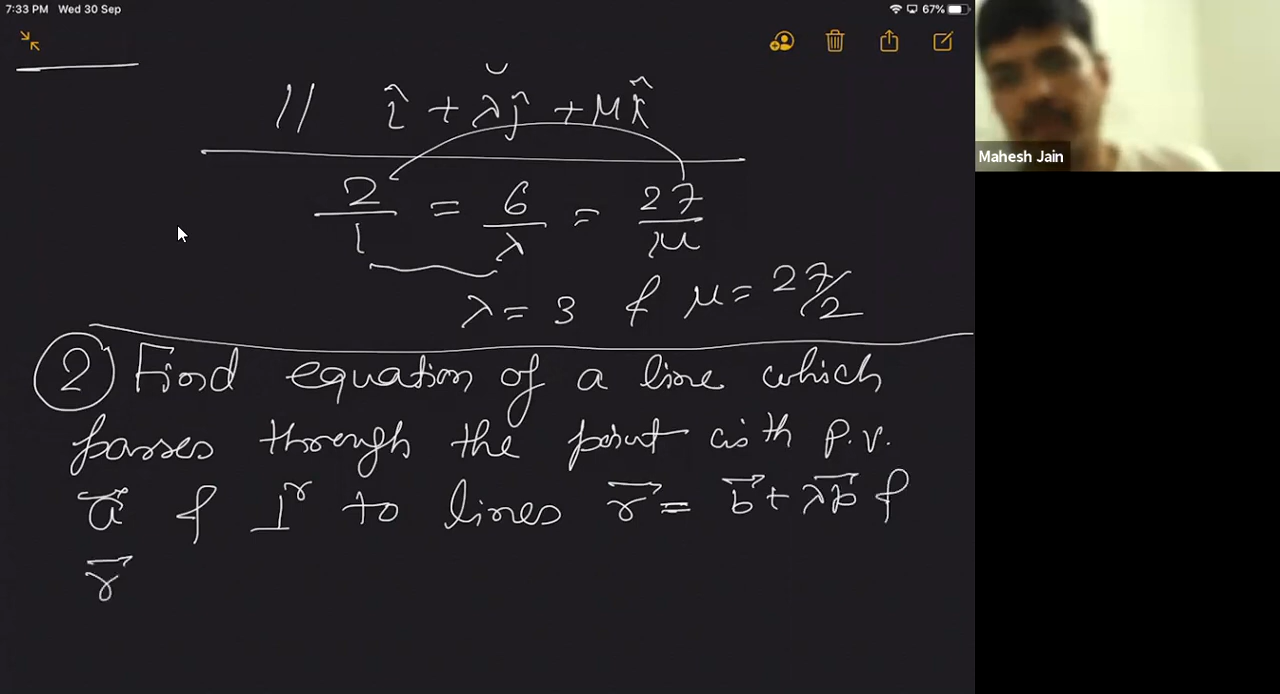 7:33 PM Wed 30 Sep
67%
Mahesh Jain
// î + λĵ + μk̂
2/1 = 6/λ = 27/μ
λ = 3 & μ = 27/2
② Find equation of a line which
passes through the point with p.v.
a⃗ & ⊥ʳ to lines r⃗ = b⃗ + λp⃗ &
r⃗